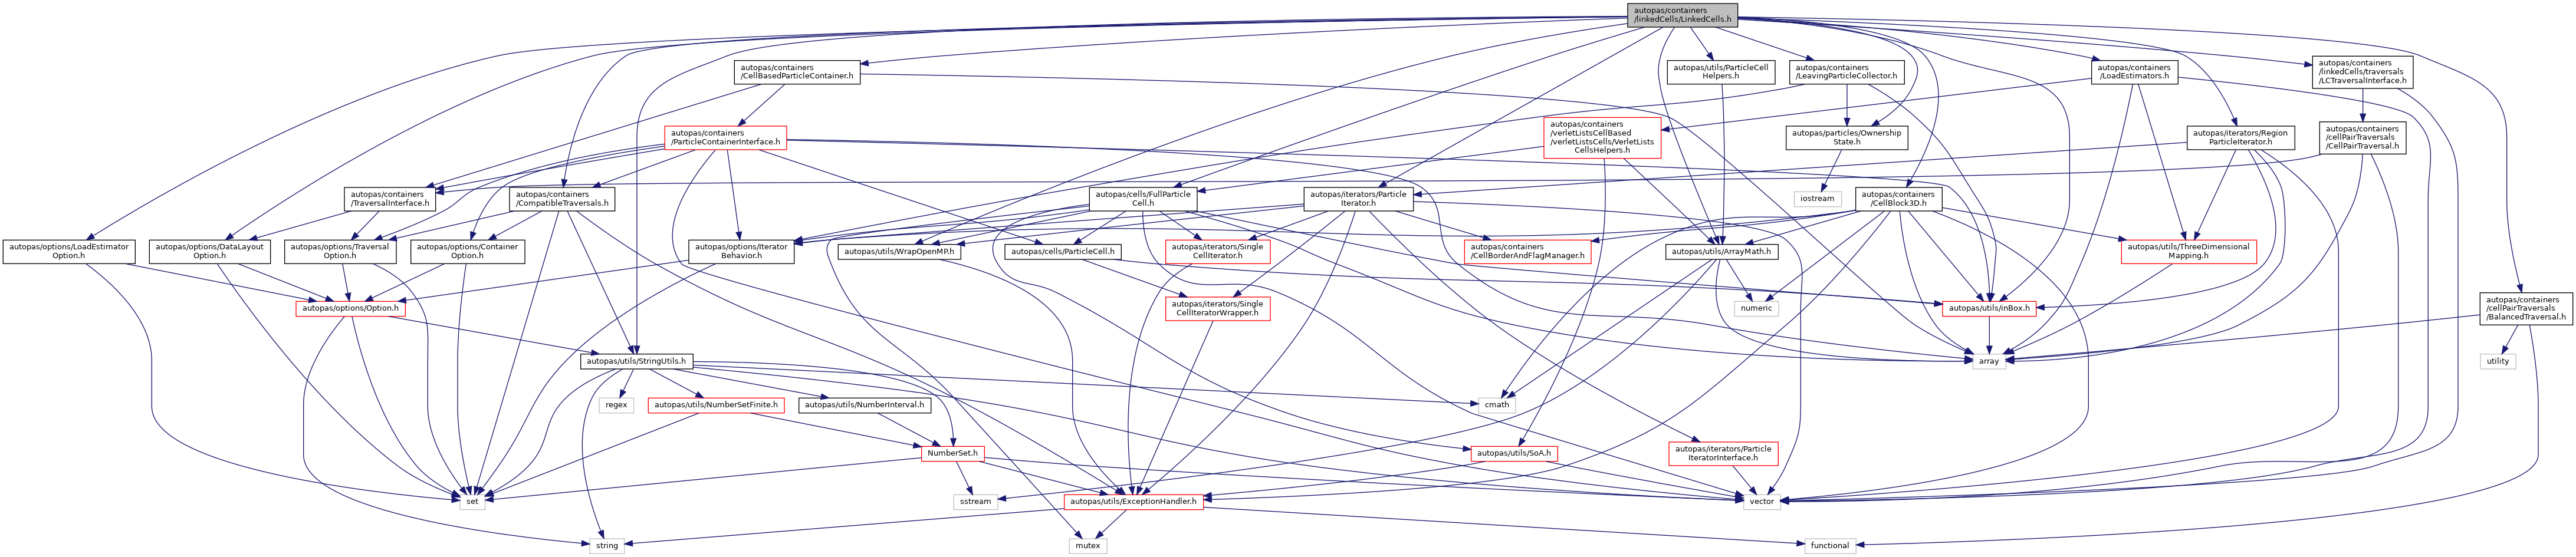 autopas/containers
/linkedCells/LinkedCells.h
autopas/containers
/CellBasedParticleContainer.h
autopas/utils/ParticleCell
Helpers.h
autopas/containers
/LeavingParticleCollector.h
autopas/containers
/LoadEstimators.h
autopas/containers
/linkedCells/traversals
/LCTraversalInterface.h
autopas/containers
/ParticleContainerInterface.h
autopas/containers
/verletListsCellBased
/verletListsCells/VerletLists
CellsHelpers.h
autopas/particles/Ownership
State.h
autopas/iterators/Region
ParticleIterator.h
autopas/containers
/cellPairTraversals
/CellPairTraversal.h
autopas/containers
/TraversalInterface.h
autopas/containers
/CompatibleTraversals.h
autopas/cells/FullParticle
Cell.h
autopas/iterators/Particle
Iterator.h
iostream
autopas/containers
/CellBlock3D.h
autopas/options/LoadEstimator
Option.h
autopas/options/DataLayout
Option.h
autopas/options/Traversal
Option.h
autopas/options/Container
Option.h
autopas/options/Iterator
Behavior.h
autopas/utils/WrapOpenMP.h
autopas/cells/ParticleCell.h
autopas/iterators/Single
CellIterator.h
autopas/containers
/CellBorderAndFlagManager.h
autopas/utils/ArrayMath.h
autopas/utils/ThreeDimensional
Mapping.h
autopas/options/Option.h
autopas/iterators/Single
CellIteratorWrapper.h
numeric
autopas/utils/inBox.h
autopas/containers
/cellPairTraversals
/BalancedTraversal.h
autopas/utils/StringUtils.h
array
utility
regex
autopas/utils/NumberSetFinite.h
autopas/utils/NumberInterval.h
cmath
NumberSet.h
autopas/utils/SoA.h
autopas/iterators/Particle
IteratorInterface.h
set
sstream
autopas/utils/ExceptionHandler.h
vector
string
mutex
functional